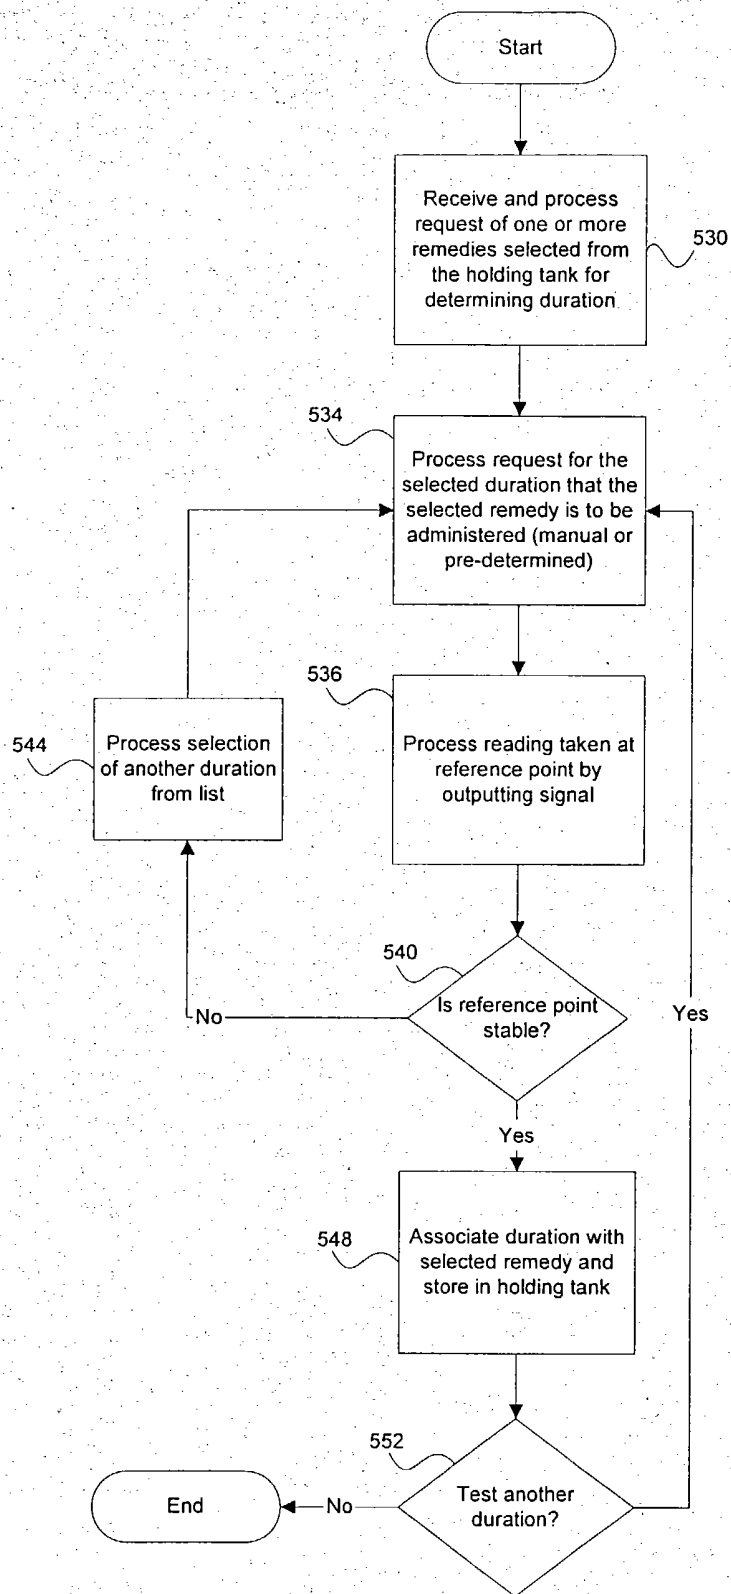 Start
Receive and process
request of one or more
remedies selected from
the holding tank for
determining duration
530
534
Process request for the
selected duration that the
selected remedy is to be
administered (manual or
pre-determined)
536
Process reading taken at
reference point by
outputting signal
544
Process selection
of another duration
from list
540
Is reference point
stable?
No
Yes
Yes
548
Associate duration with
selected remedy and
store in holding tank
552
Test another
duration?
No
End